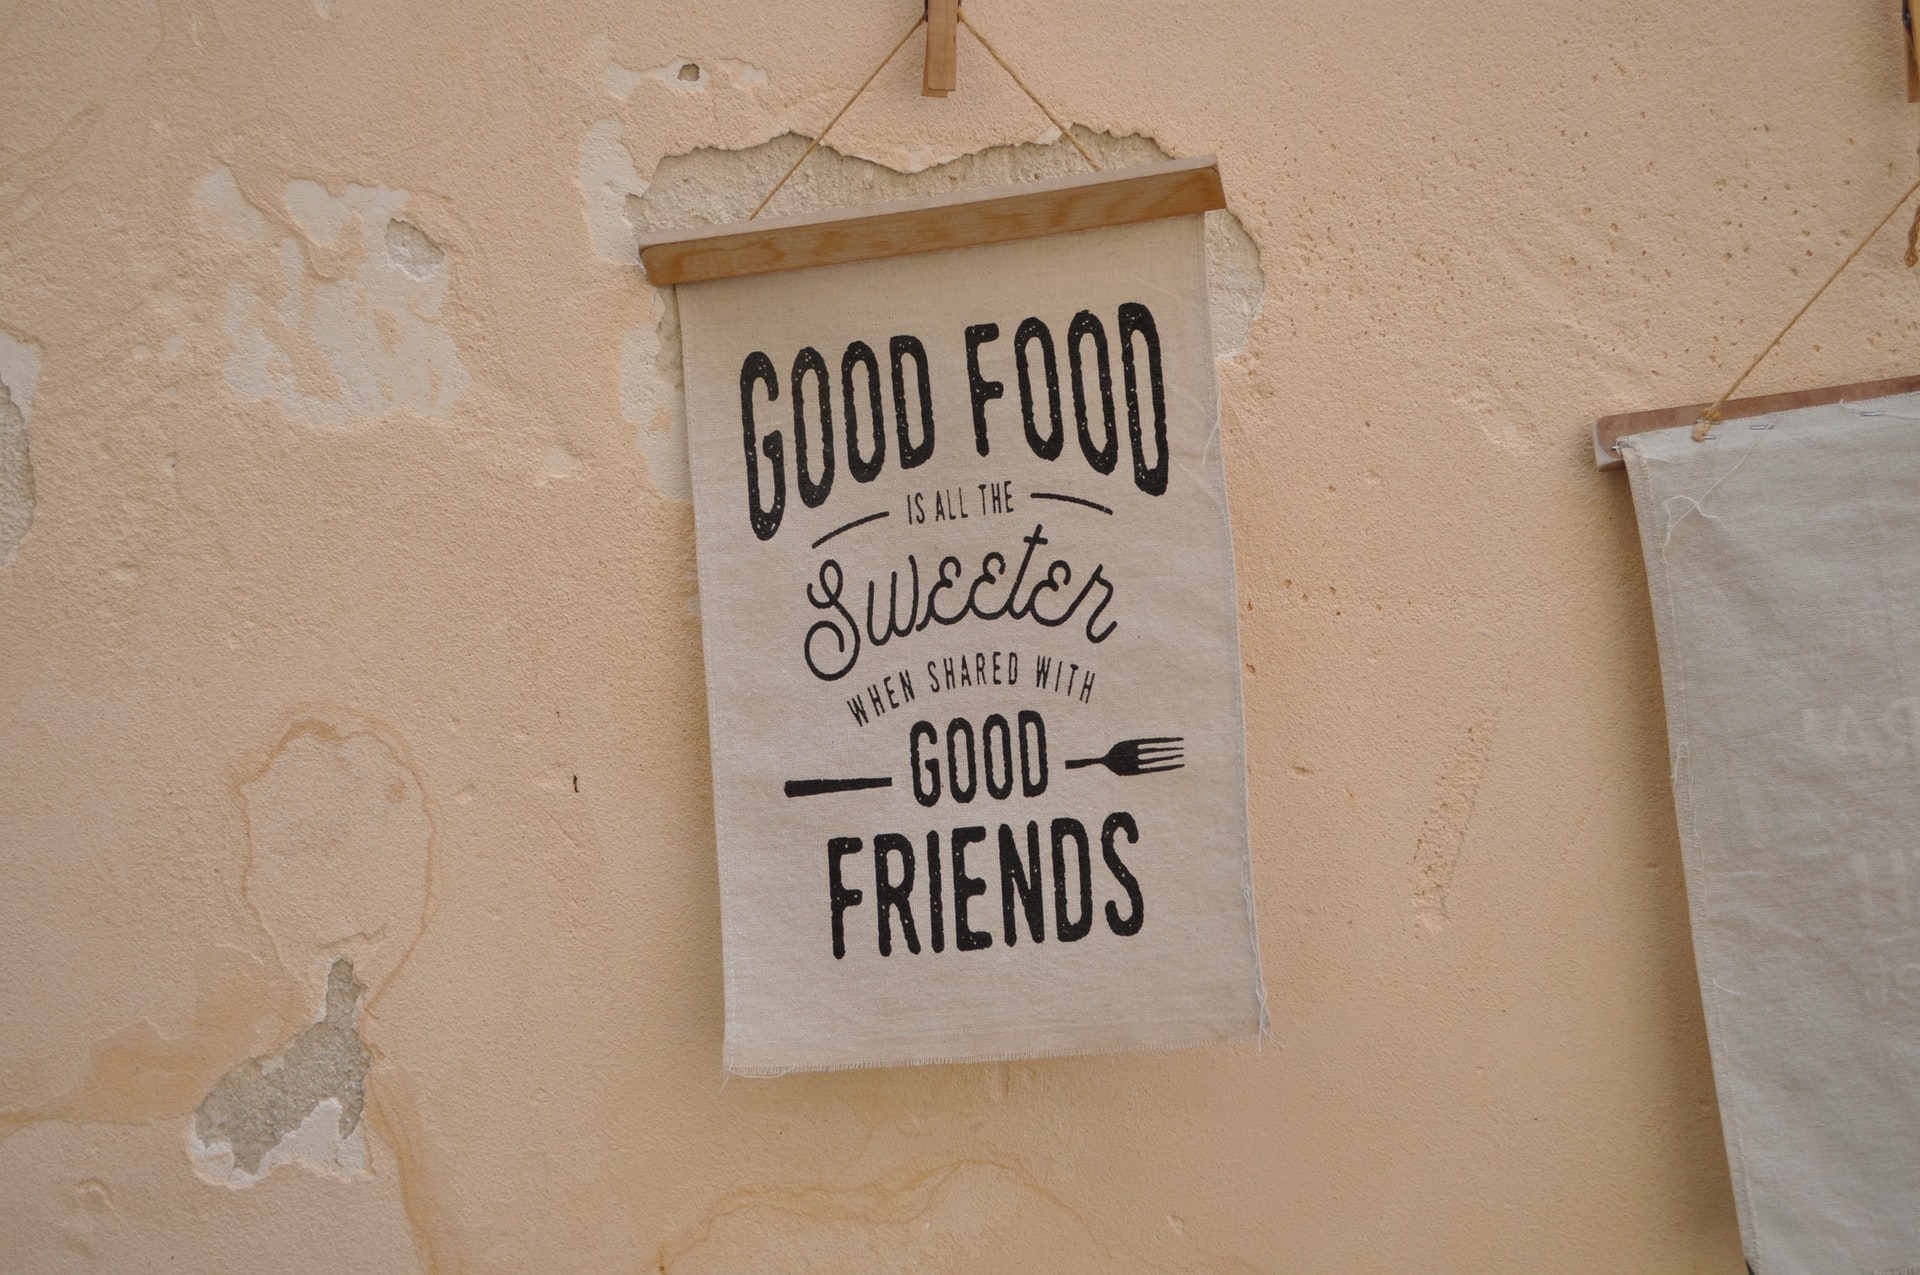 GOOD FOOD
IS ALL THE
Sweeter
WHEN SHARED WITH
GOOD
FRIENDS